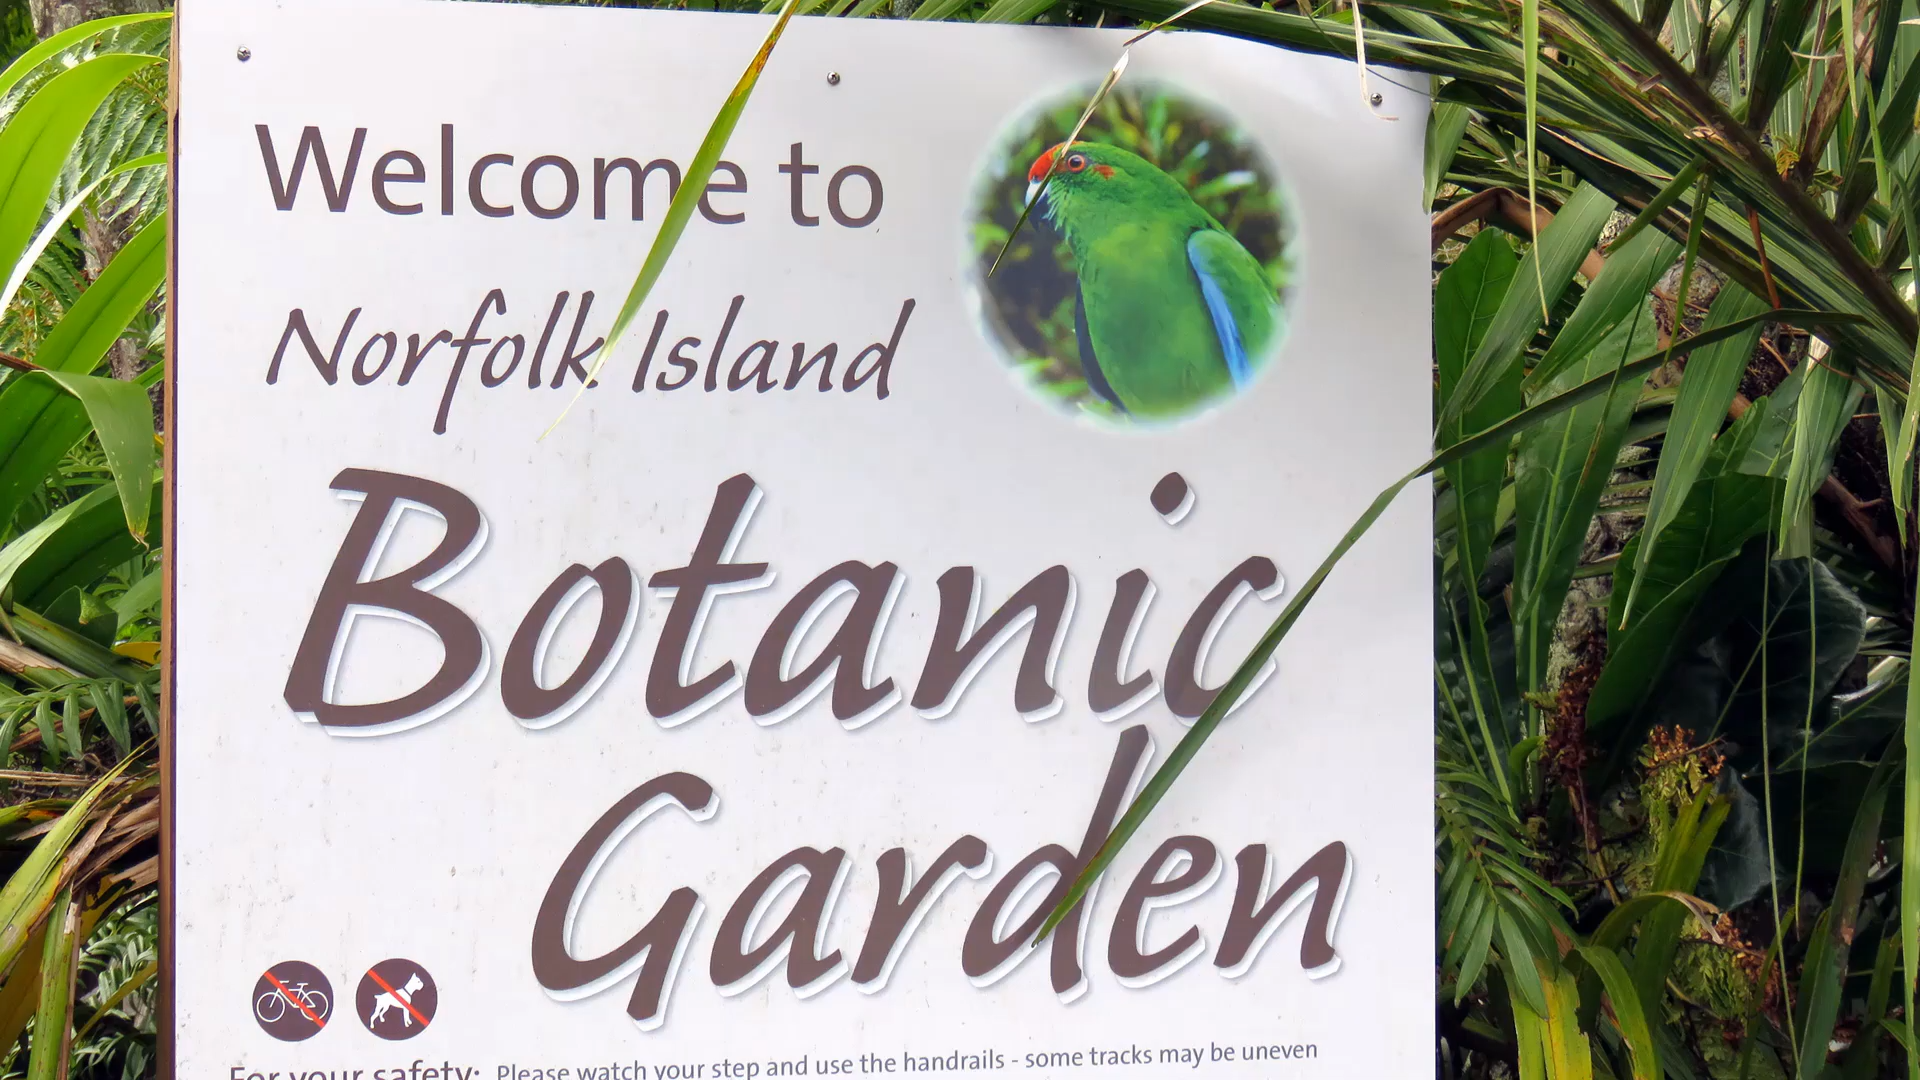 Welcome to
Norfolk Island
Botanic
Garden
For your safety: Please watch your step and use the handrails - some tracks may be uneven